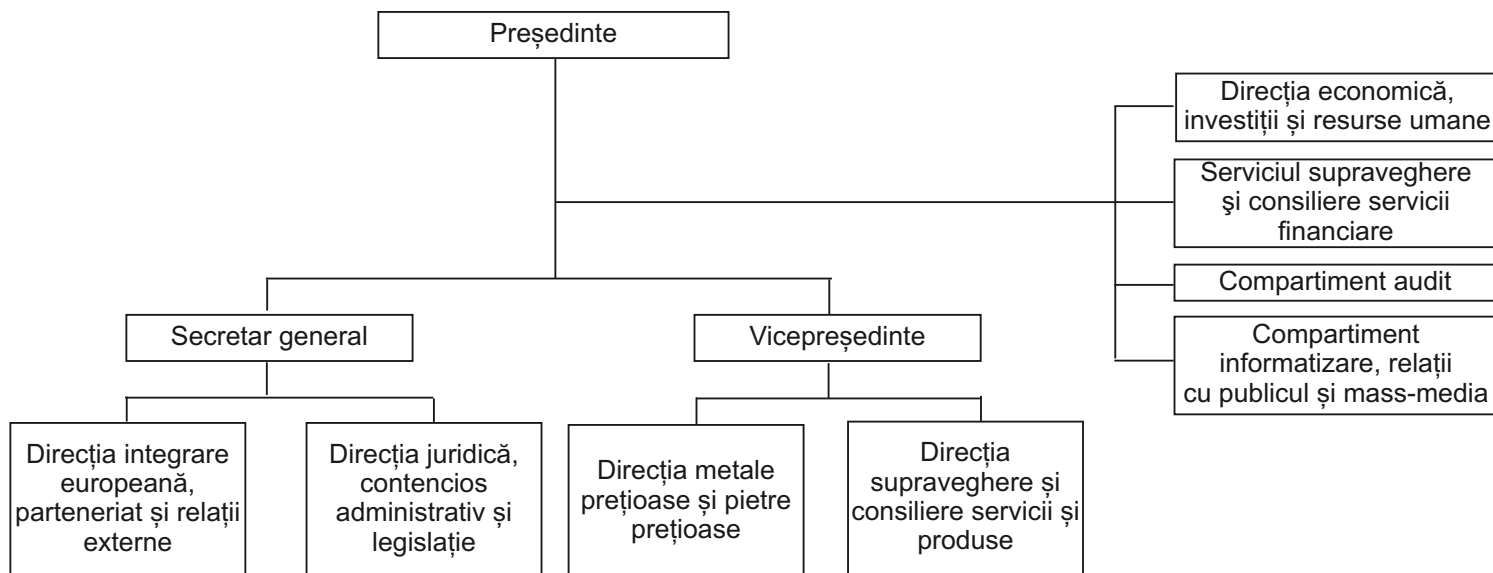 Președinte
Direcția economică,
investiții și resurse umane
Serviciul supraveghere
şi consiliere servicii
financiare
Compartiment audit
Compartiment
informatizare, relații
cu publicul și mass-media
Secretar general
Vicepreședinte
Direcția integrare
europeană,
parteneriat și relații
externe
Direcția juridică,
contencios
administrativ și
legislație
Direcția metale
prețioase și pietre
prețioase
Direcția
supraveghere și
consiliere servicii și
produse